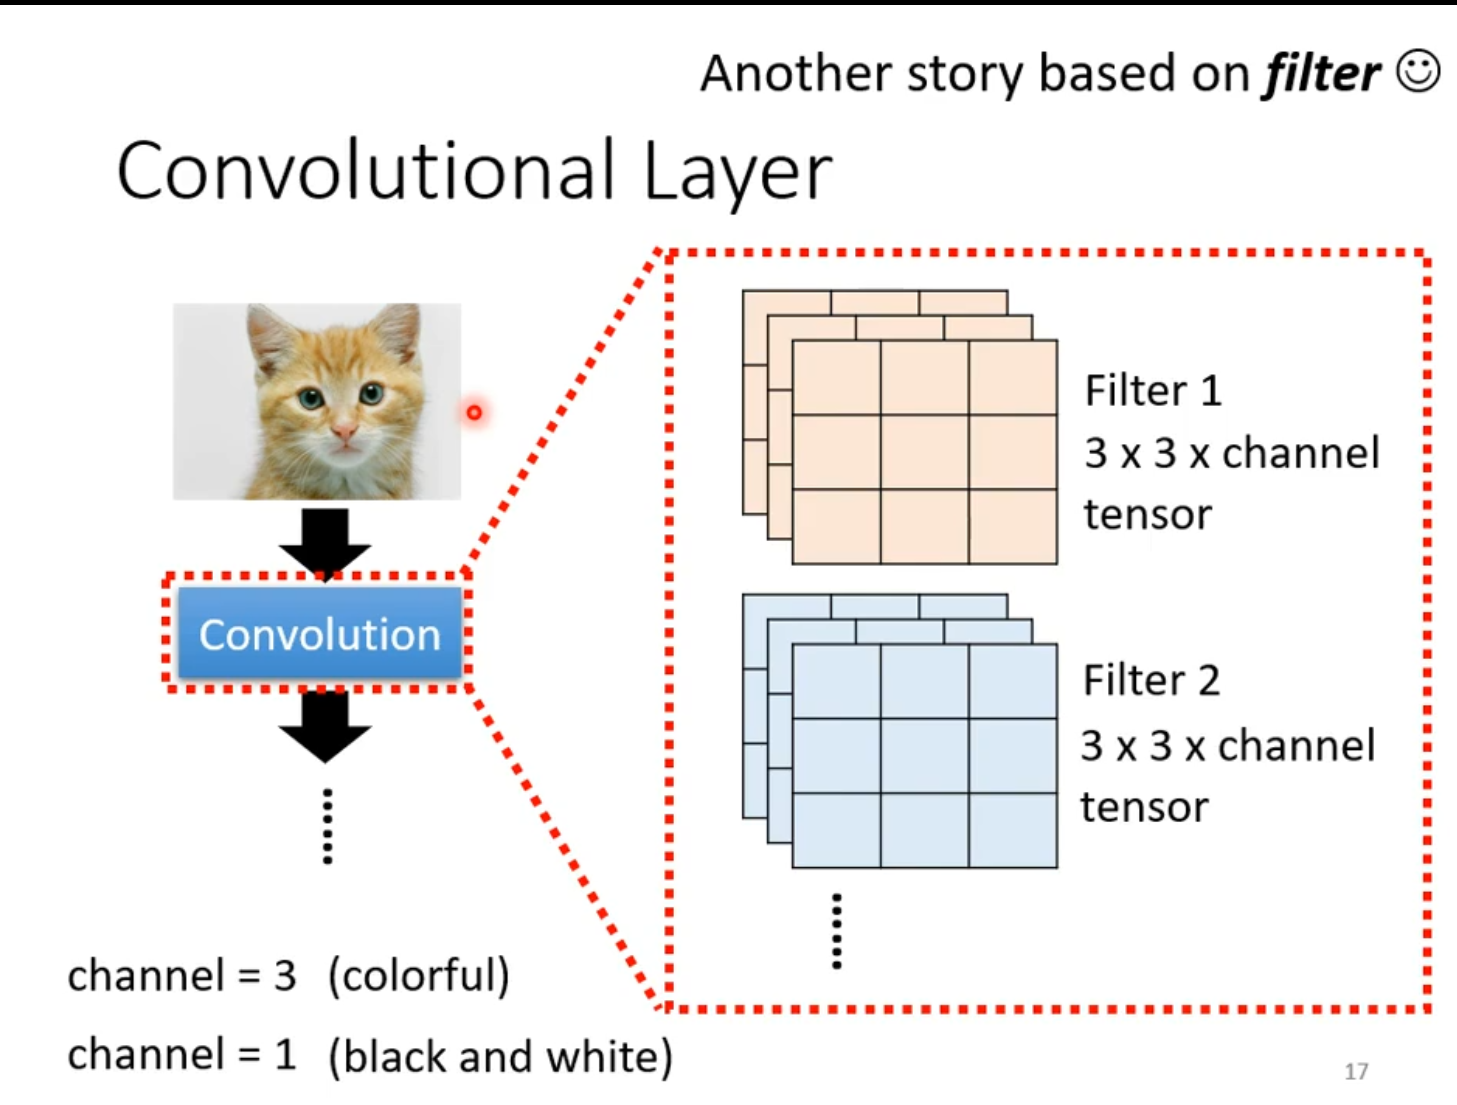 Another story based on filter ☺
Convolutional Layer
Convolution
Filter 1
3 x 3 x channel
tensor
Filter 2
3 x 3 x channel
tensor
channel = 3 (colorful)
channel = 1 (black and white)
17